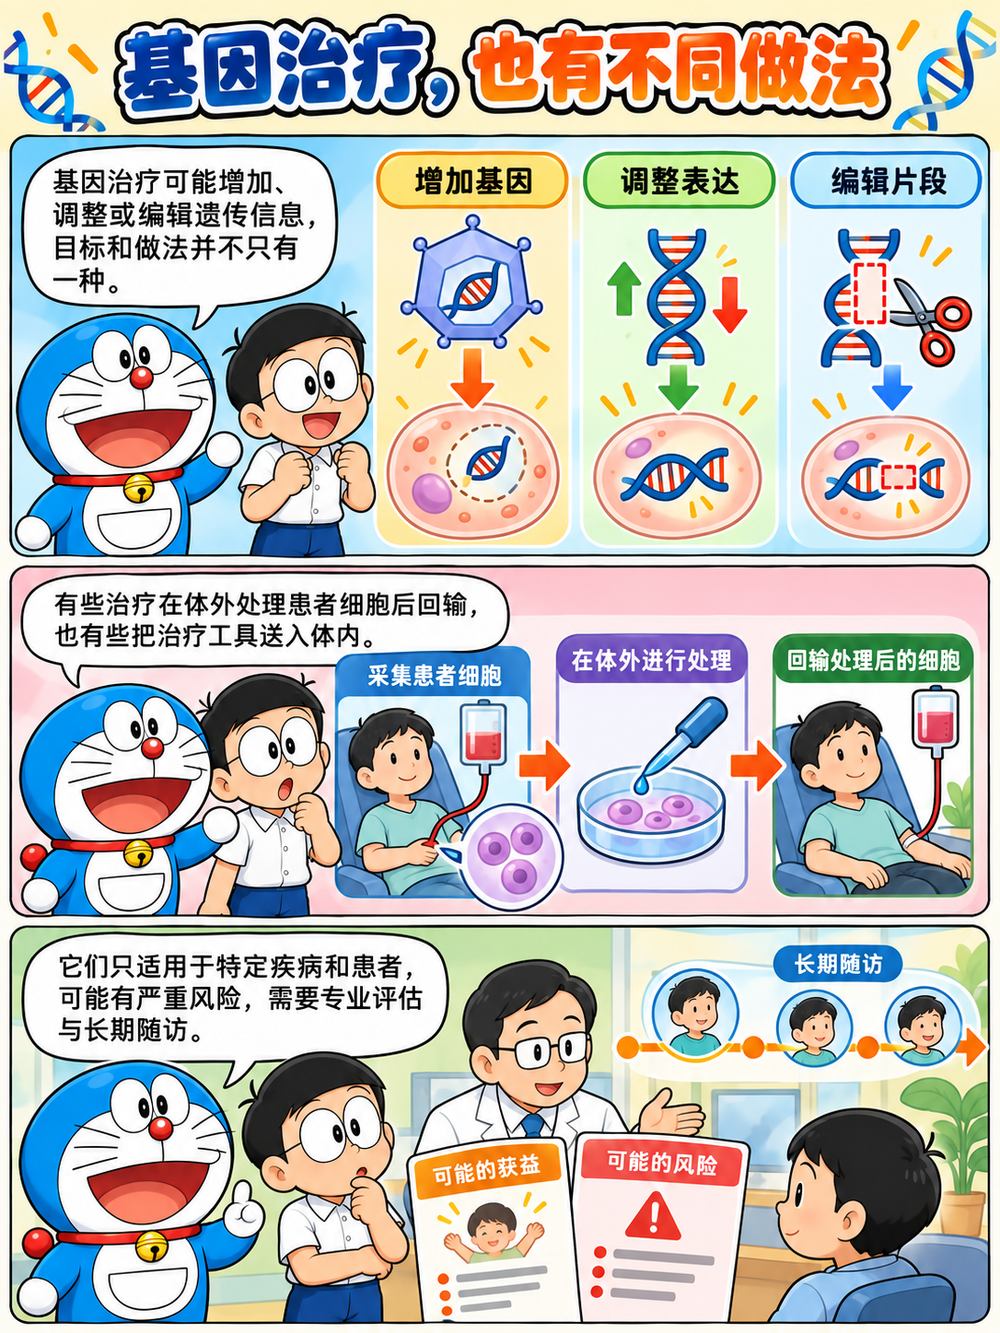 基因治疗，也有不同做法
基因治疗可能增加、
调整或编辑遗传信息，
目标和做法并不只有
一种。
增加基因
调整表达
编辑片段
有些治疗在体外处理患者细胞后回输，
也有些把治疗工具送入体内。
采集患者细胞
在体外进行处理
回输处理后的细胞
它们只适用于特定疾病和患者，
可能有严重风险，需要专业评估
与长期随访。
长期随访
可能的获益
可能的风险